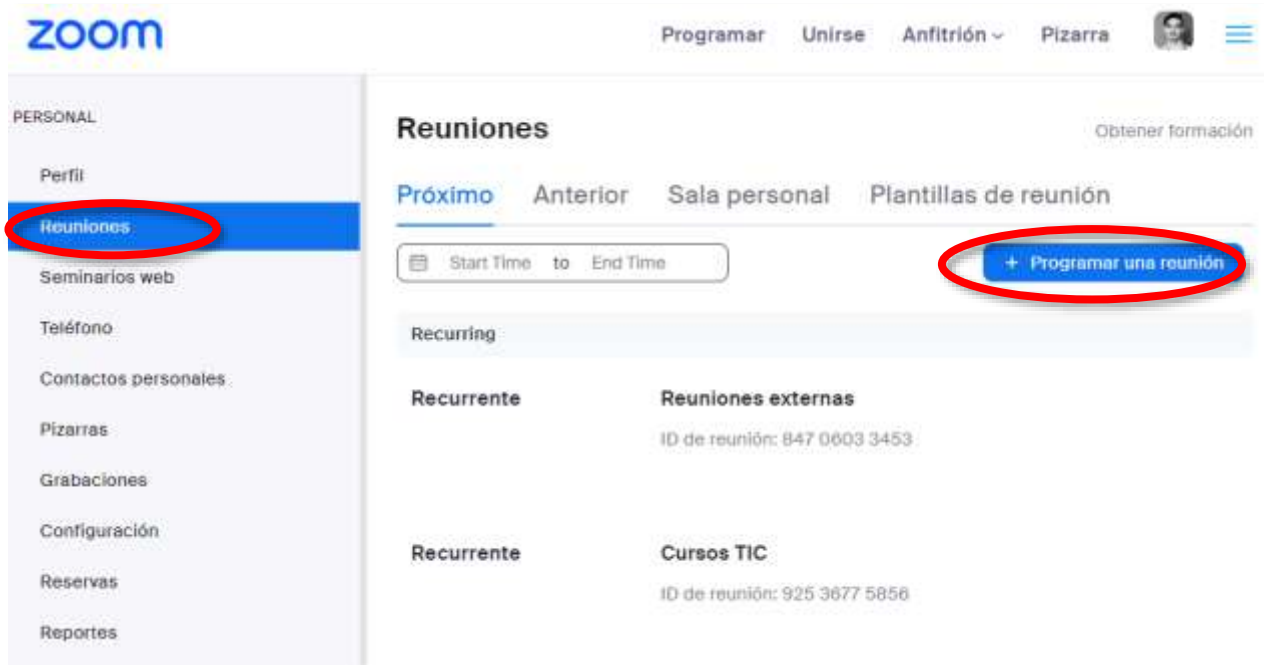 zoom
Programar Unirse Anfitrión Pizarra
PERSONAL
Perfil
Reuniones
Seminarios web
Teléfono
Contactos personales
Pizarras
Grabaciones
Configuración
Reservas
Reportes
Reuniones
Obtener formación
Próximo Anterior Sala personal Plantillas de reunión
Start Time to End Time
+ Programar una reunión
Recurring
Recurrente Reuniones externas
ID de reunión: 847 0603 3453
Recurrente Cursos TIC
ID de reunión: 925 3677 5856